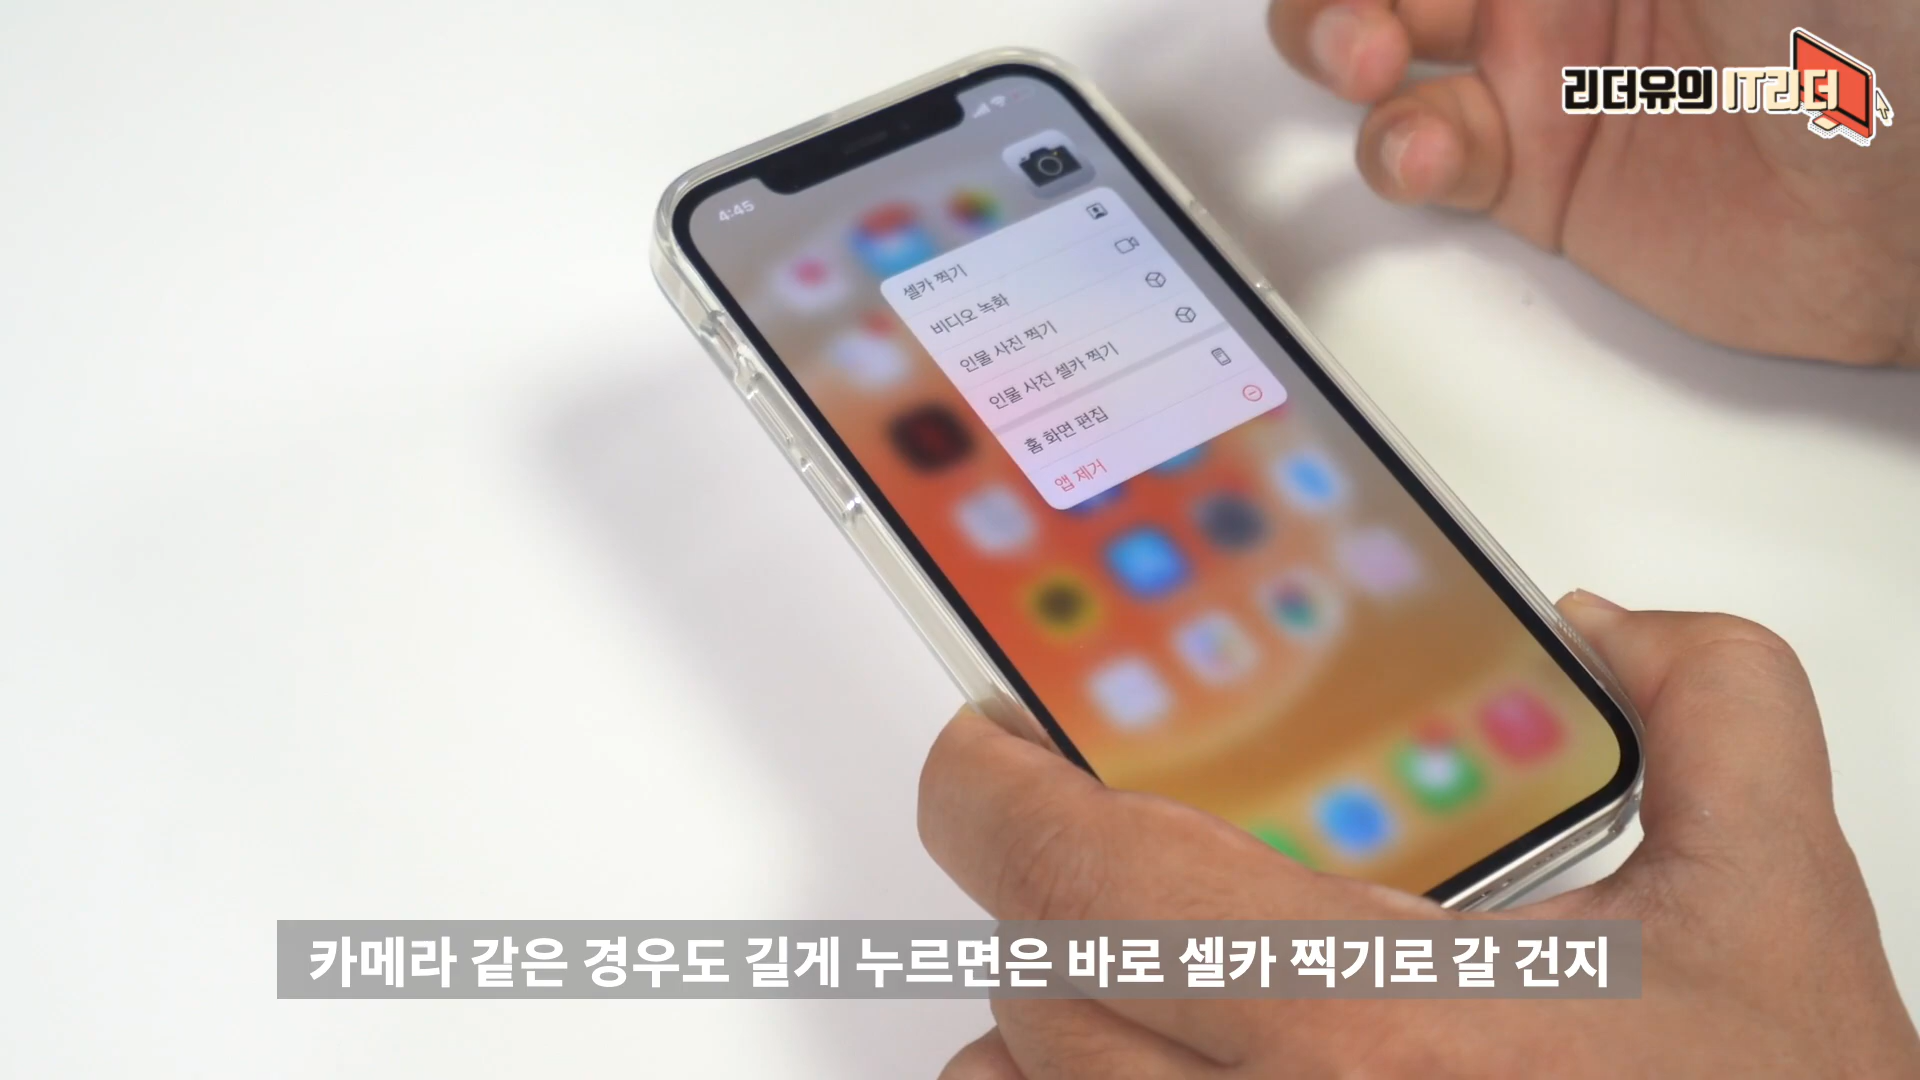 리더유의 IT리더
4:45
셀카 찍기
비디오 녹화
인물 사진 찍기
인물 사진 셀카 찍기
홈 화면 편집
앱 제거
카메라 같은 경우도 길게 누르면은 바로 셀카 찍기로 갈 건지